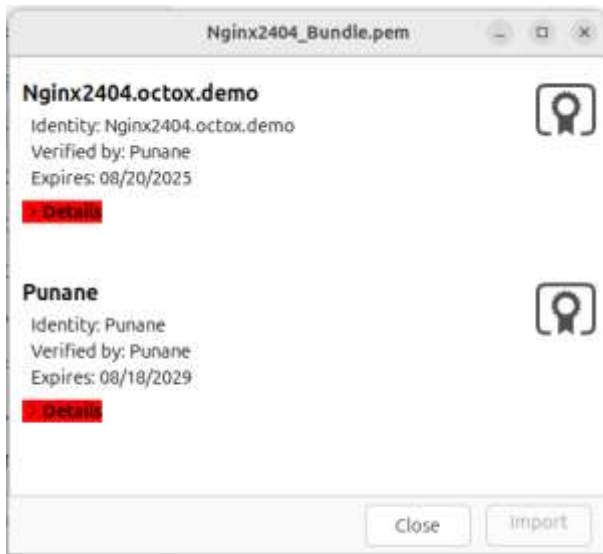 Nginx2404_Bundle.pem
Nginx2404.octox.demo
Identity: Nginx2404.octox.demo
Verified by: Punane
Expires: 08/20/2025
Details
Punane
Identity: Punane
Verified by: Punane
Expires: 08/18/2029
Details
Close
Import